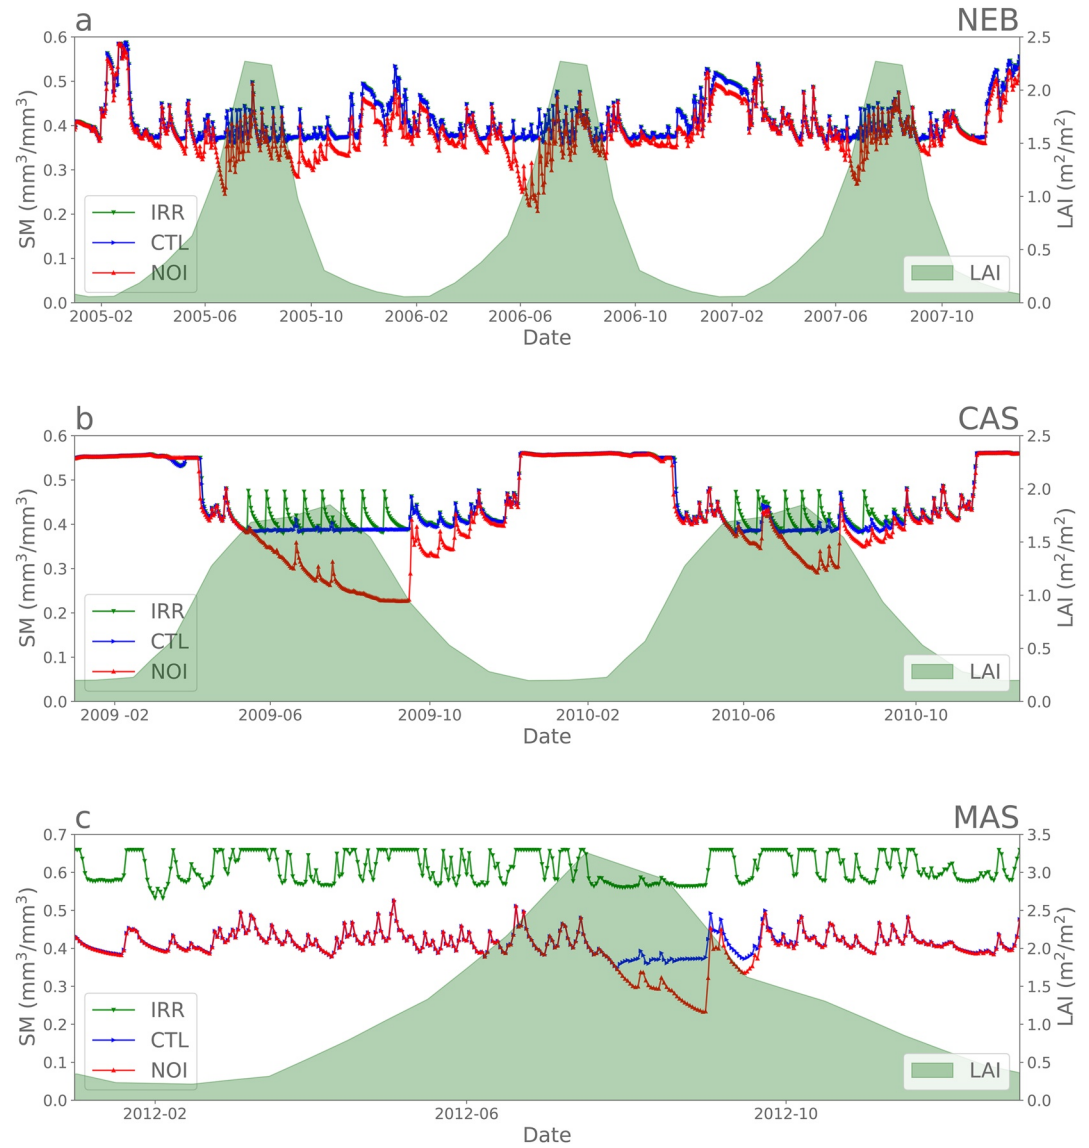 a NEB
0.6 2.5
0.5 2.0
0.4 1.5
0.3 1.0
0.2 0.5
0.1 0.0
0.0
SM (mm³/mm³)
LAI (m²/m²)
IRR
CTL
NOI
LAI
2005-02 2005-06 2005-10 2006-02 2006-06 2006-10 2007-02 2007-06 2007-10
Date
b CAS
0.6 2.5
0.5 2.0
0.4 1.5
0.3 1.0
0.2 0.5
0.1 0.0
0.0
SM (mm³/mm³)
LAI (m²/m²)
IRR
CTL
NOI
LAI
2009-02 2009-06 2009-10 2010-02 2010-06 2010-10
Date
c MAS
0.7 3.5
0.6 3.0
0.5 2.5
0.4 2.0
0.3 1.5
0.2 1.0
0.1 0.5
0.0 0.0
SM (mm³/mm³)
LAI (m²/m²)
IRR
CTL
NOI
LAI
2012-02 2012-06 2012-10
Date